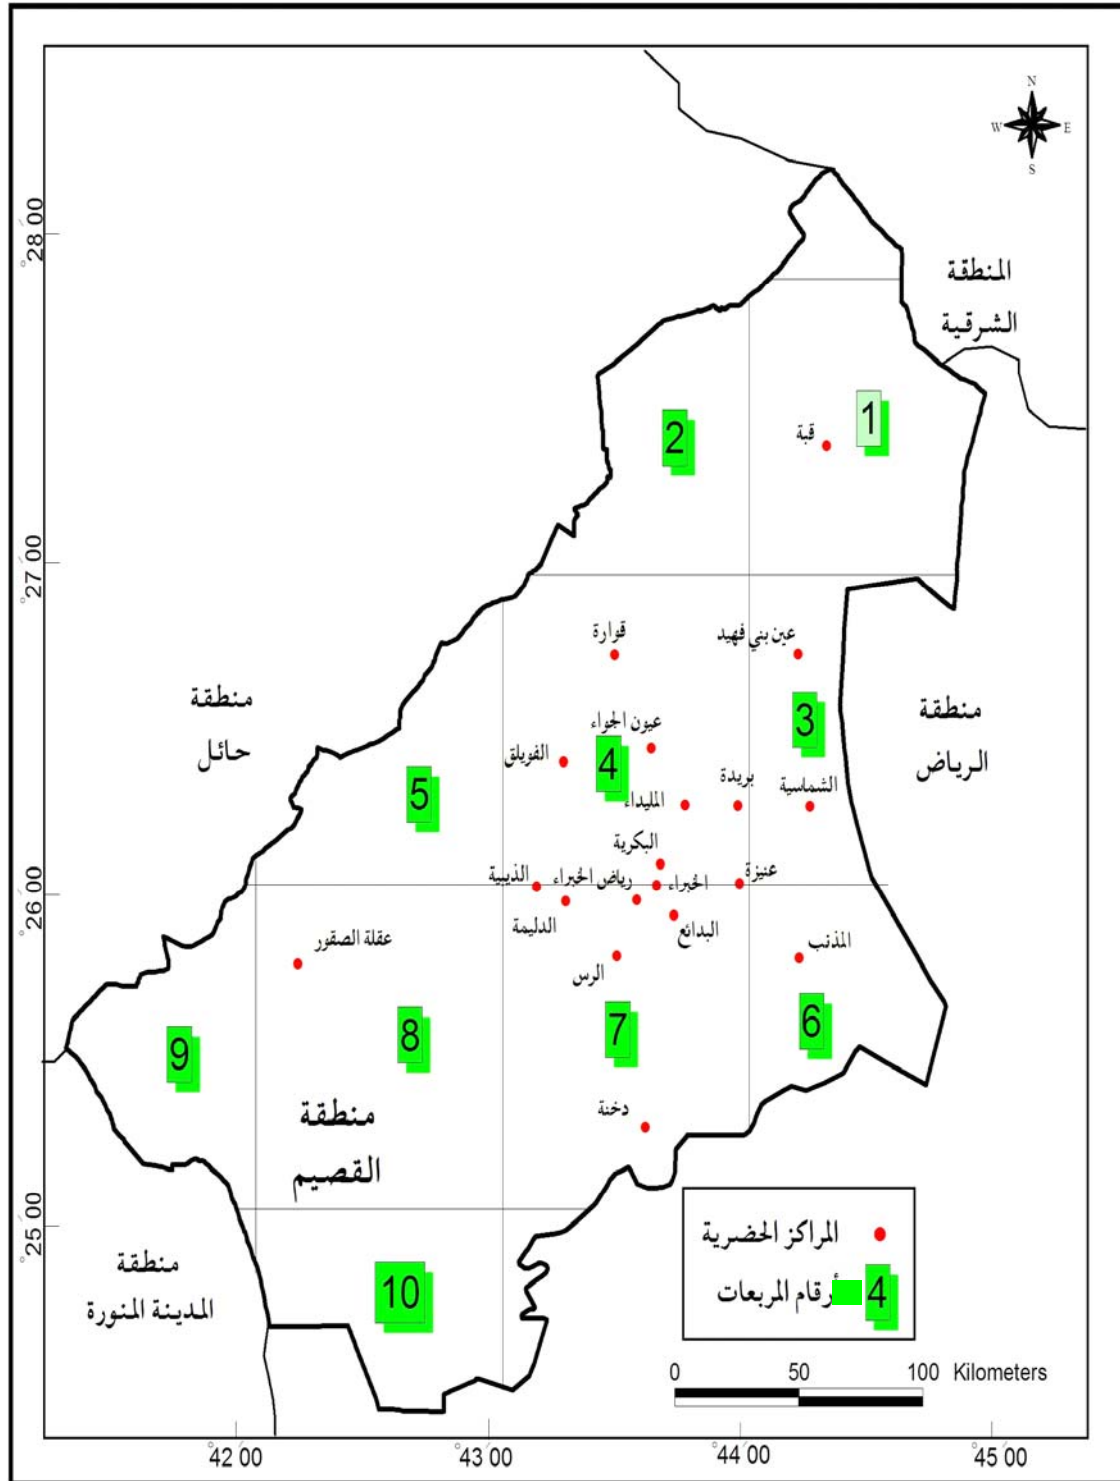 N
W E
S
28°00'
27°00'
26°00'
25°00'
المنطقة
الشرقية
1
2
قبة
قوارة
عين بني فهيد
3
منطقة
حائل
منطقة
الرياض
عيون الجواء
الفويلق
4
5
المليداء
بريدة
الشماسية
البكرية
الذيبية
رياض الخبراء
الخبراء
عنيزة
الدليمة
البدائع
المذنب
عقلة الصقور
الرس
6
7
8
9
دخنة
منطقة
القصيم
منطقة
المدينة المنورة
10
المراكز الحضرية
4 أرقام المربعات
0 50 100 Kilometers
42°00' 43°00' 44°00' 45°00'